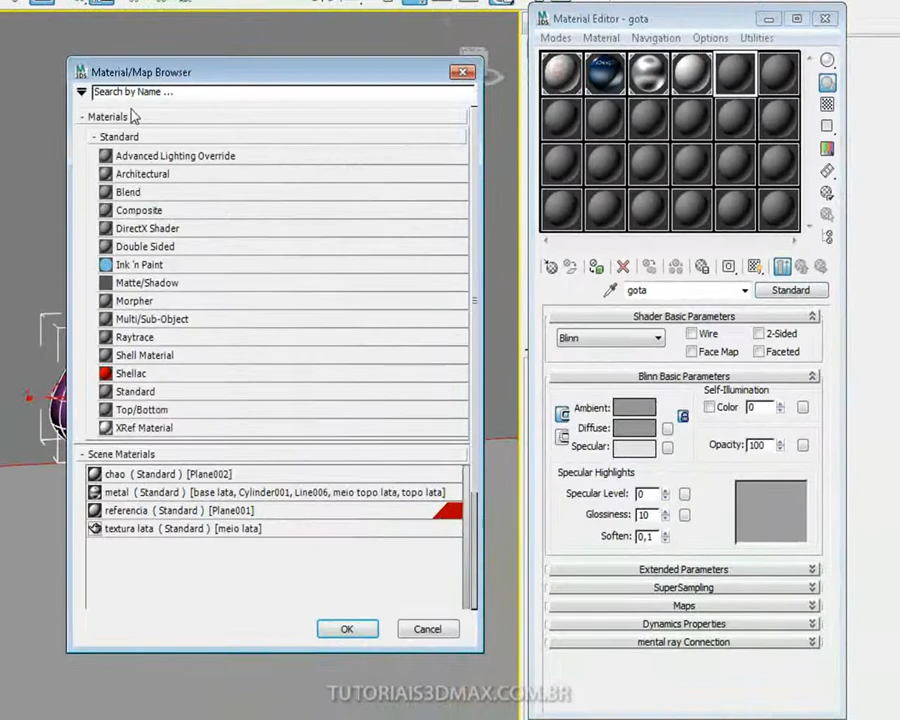 Material Editor - gota
Modes Material Navigation Options Utilities
Material/Map Browser
Search by Name ...
- Materials
- Standard
Advanced Lighting Override
Architectural
Blend
Composite
DirectX Shader
Double Sided
Ink 'n Paint
Matte/Shadow
Morpher
Multi/Sub-Object
Raytrace
Shell Material
Shellac
Standard
Top/Bottom
XRef Material
- Scene Materials
chao ( Standard ) [Plane002]
metal ( Standard ) [base lata, Cylinder001, Line006, meio topo lata, topo lata]
referencia ( Standard ) [Plane001]
textura lata ( Standard ) [meio lata]
OK Cancel
gota Standard
Shader Basic Parameters
Blinn Wire 2-Sided
Face Map Faceted
Blinn Basic Parameters
Self-Illumination
Ambient: Color 0
Diffuse:
Specular: Opacity: 100
Specular Highlights
Specular Level: 0
Glossiness: 10
Soften: 0,1
Extended Parameters
SuperSampling
Maps
Dynamics Properties
mental ray Connection
TUTORIAIS3DMAX.COM.BR